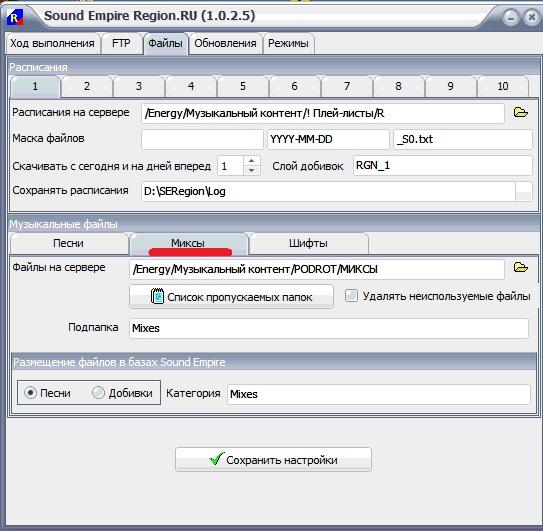 Sound Empire Region.RU (1.0.2.5)
Ход выполнения FTP Файлы Обновления Режимы
Расписания
1 2 3 4 5 6 7 8 9 10
Расписания на сервере /Energy/Музыкальный контент/! Плей-листы/R
Маска файлов YYYY-MM-DD _S0.txt
Скачивать с сегодня и на дней вперед 1 Слой добивок RGN_1
Сохранять расписания D:\SERegion\Log
Музыкальные файлы
Песни Миксы Шифты
Файлы на сервере /Energy/Музыкальный контент/PODROT/МИКСЫ
Список пропускаемых папок Удалять неиспользуемые файлы
Подпапка Mixes
Размещение файлов в базах Sound Empire
Песни Добивки Категория Mixes
Сохранить настройки